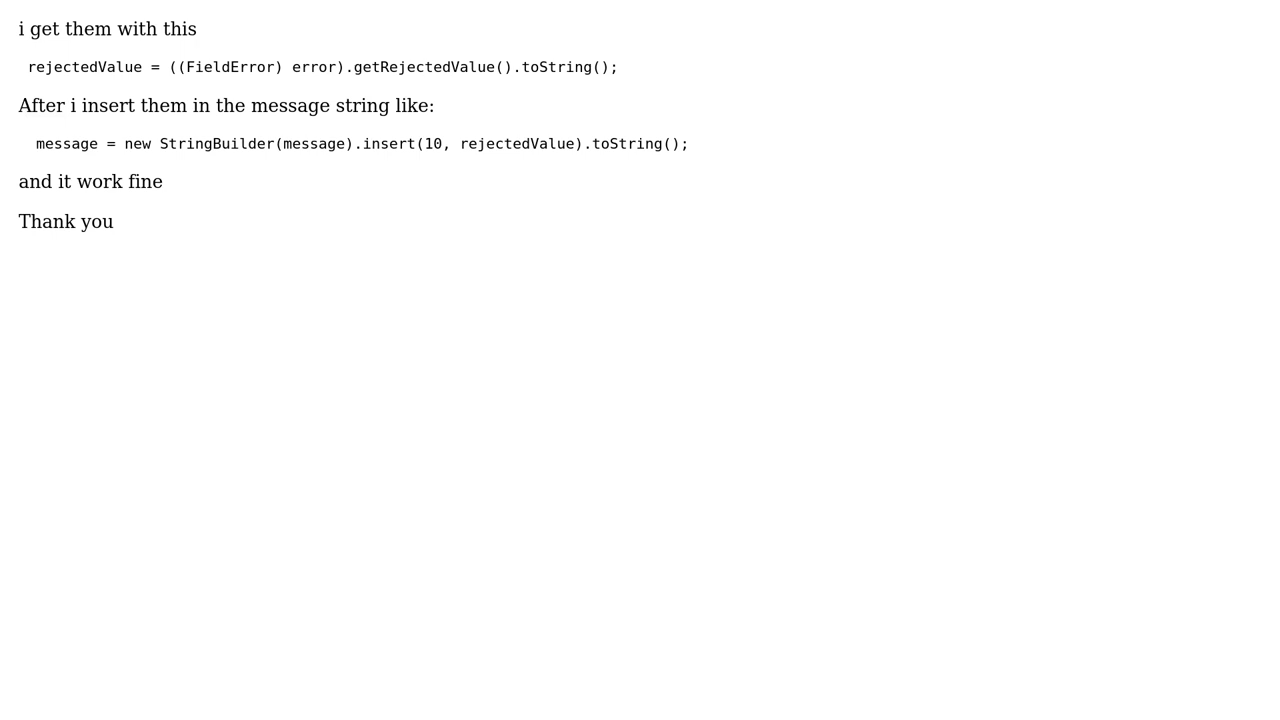 i get them with this
rejectedValue = ((FieldError) error).getRejectedValue().toString();
After i insert them in the message string like:
message = new StringBuilder(message).insert(10, rejectedValue).toString();
and it work fine
Thank you